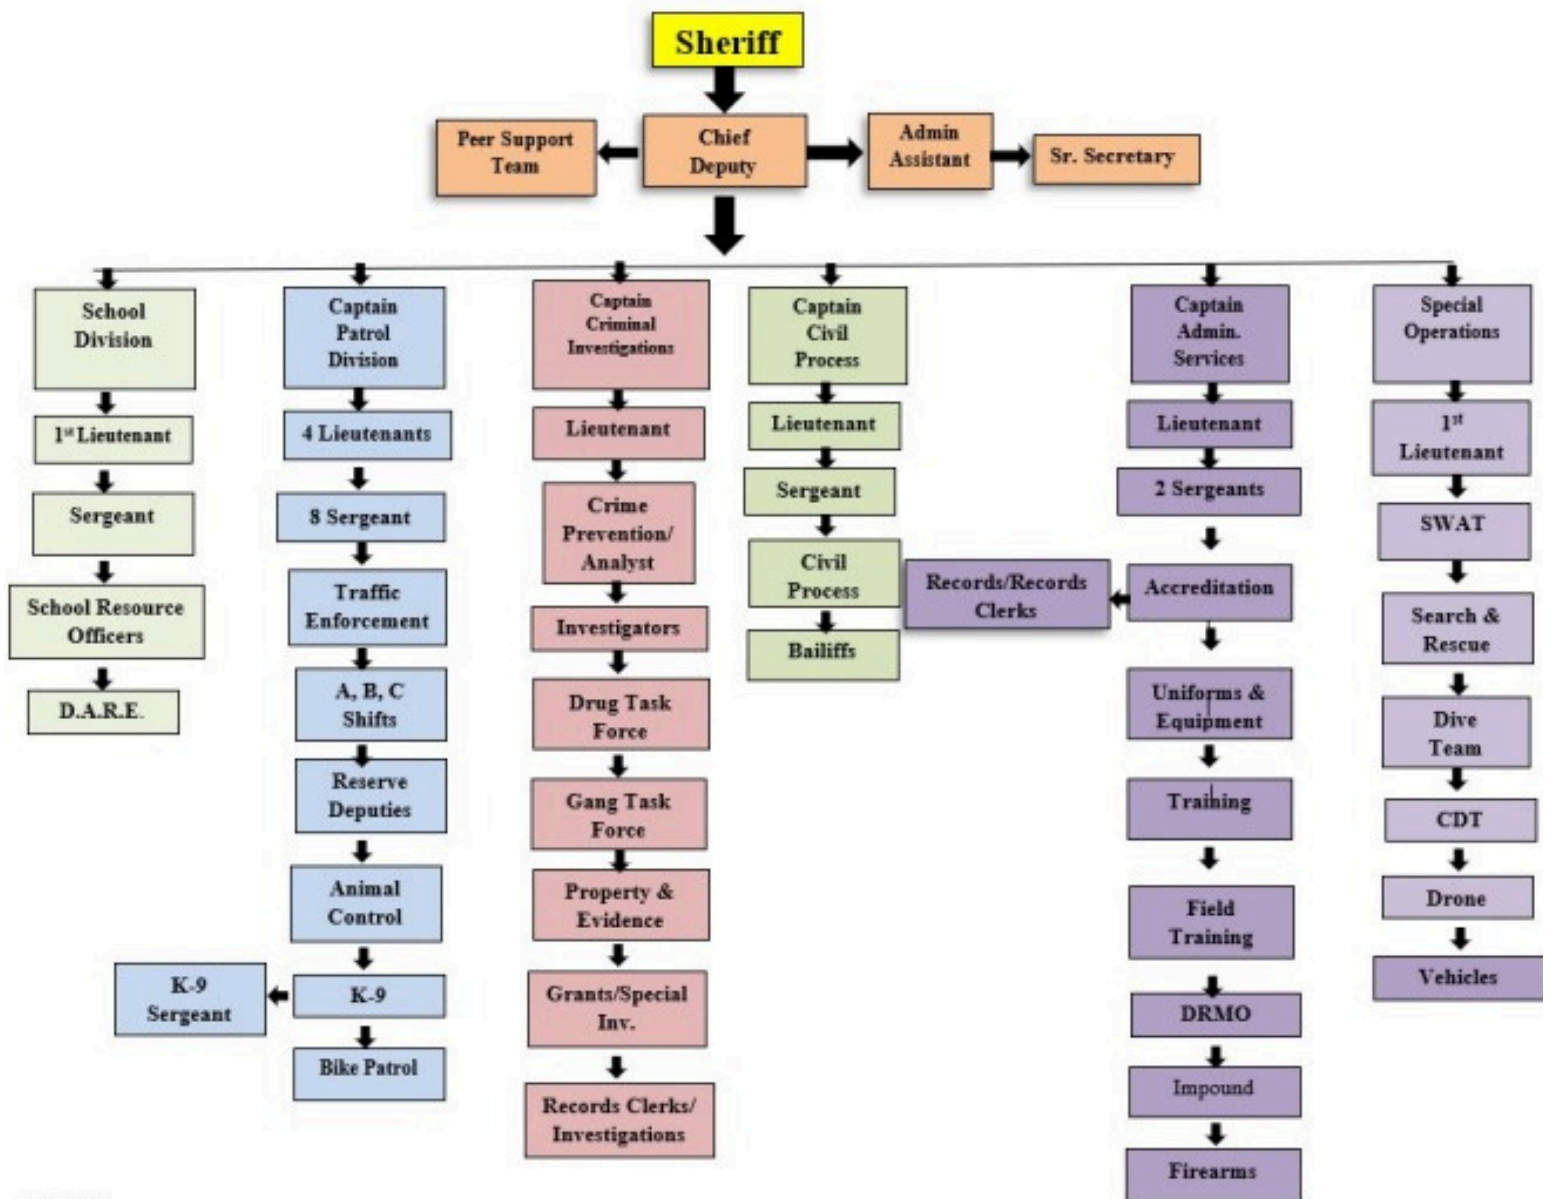 Sheriff
Peer Support
Team
Chief
Deputy
Admin
Assistant
Sr. Secretary
School
Division
1st Lieutenant
Sergeant
School Resource
Officers
D.A.R.E.
Captain
Patrol
Division
4 Lieutenants
8 Sergeant
Traffic
Enforcement
A, B, C
Shifts
Reserve
Deputies
Animal
Control
K-9
Sergeant
K-9
Bike Patrol
Captain
Criminal
Investigations
Lieutenant
Crime
Prevention/
Analyst
Investigators
Drug Task
Force
Gang Task
Force
Property &
Evidence
Grants/Special
Inv.
Records Clerks/
Investigations
Captain
Civil
Process
Lieutenant
Sergeant
Civil
Process
Bailiffs
Captain
Admin.
Services
Lieutenant
2 Sergeants
Records/Records
Clerks
Accreditation
Uniforms &
Equipment
Training
Field
Training
DRMO
Impound
Firearms
Special
Operations
1st
Lieutenant
SWAT
Search &
Rescue
Dive
Team
CDT
Drone
Vehicles